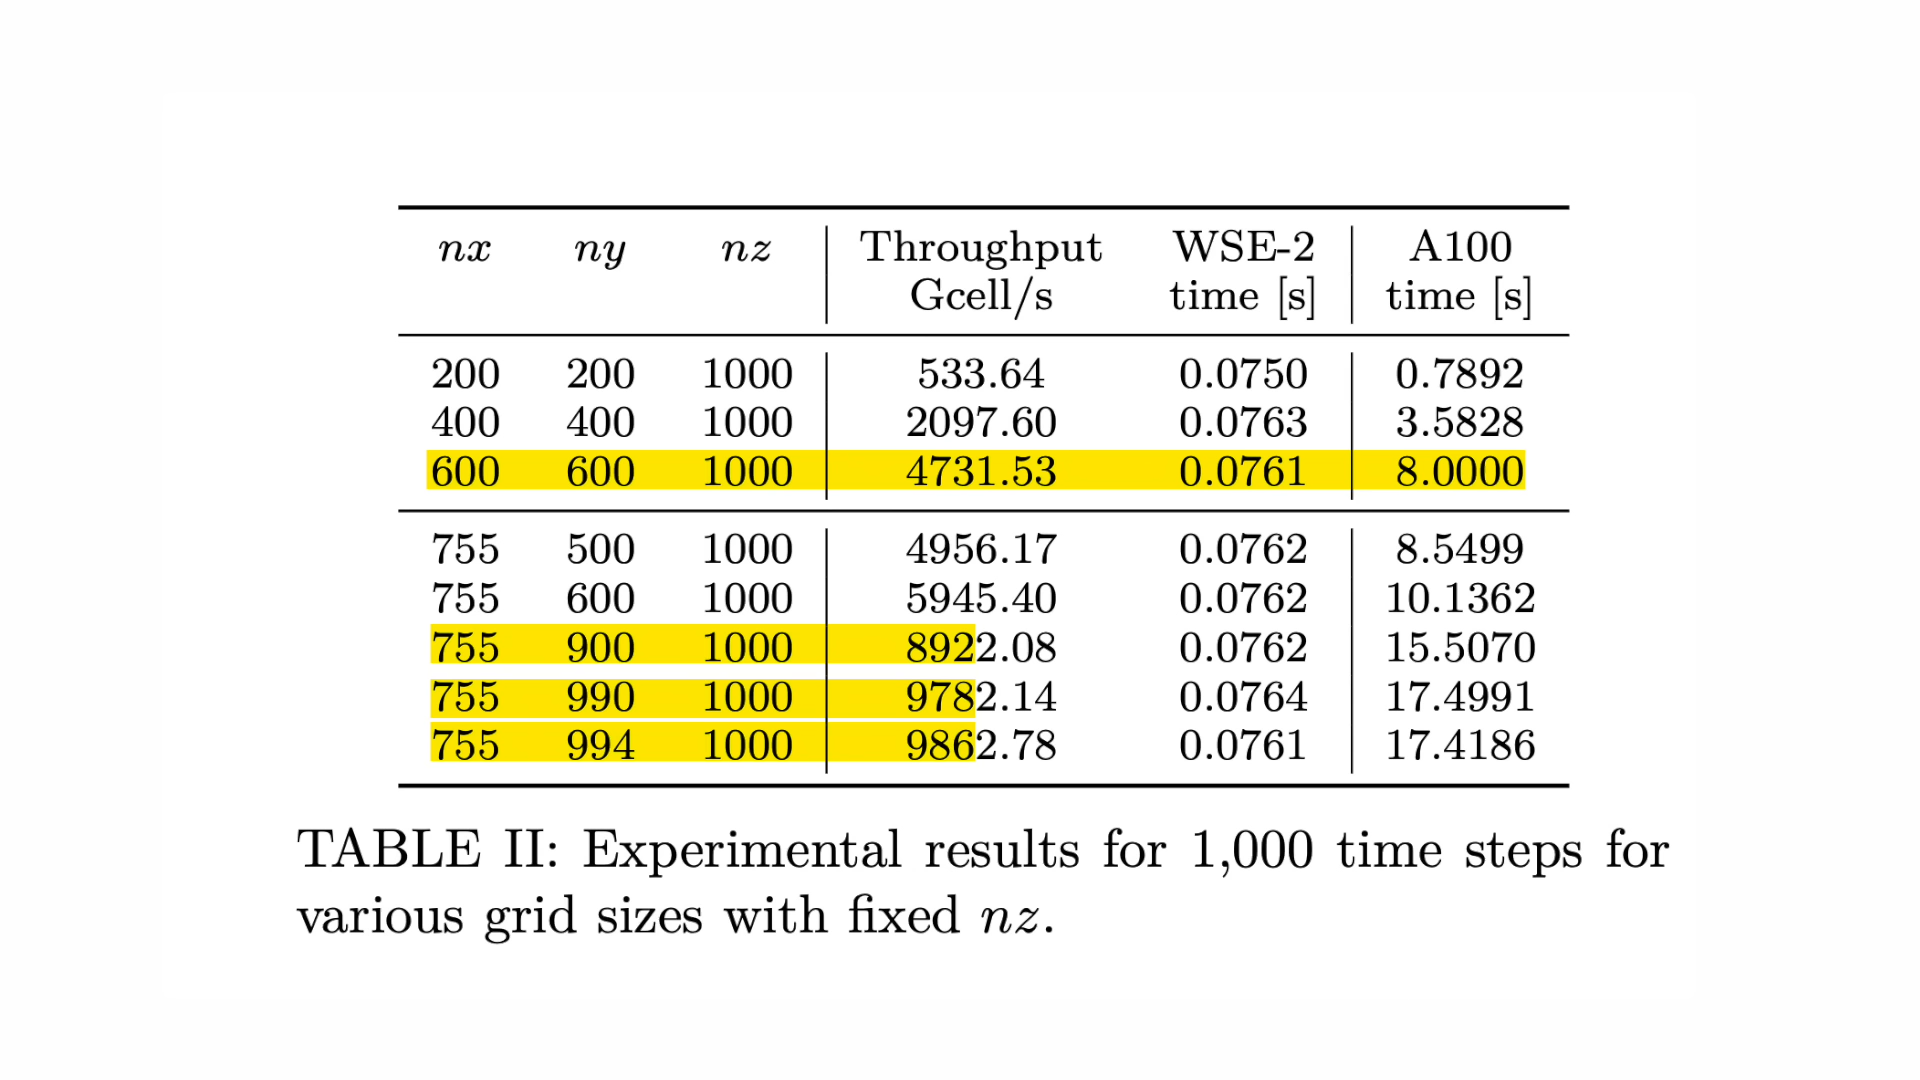 nx ny nz Throughput WSE-2 A100
Gcell/s time [s] time [s]
200 200 1000 533.64 0.0750 0.7892
400 400 1000 2097.60 0.0763 3.5828
600 600 1000 4731.53 0.0761 8.0000
755 500 1000 4956.17 0.0762 8.5499
755 600 1000 5945.40 0.0762 10.1362
755 900 1000 8922.08 0.0762 15.5070
755 990 1000 9782.14 0.0764 17.4991
755 994 1000 9862.78 0.0761 17.4186
TABLE II: Experimental results for 1,000 time steps for
various grid sizes with fixed nz.